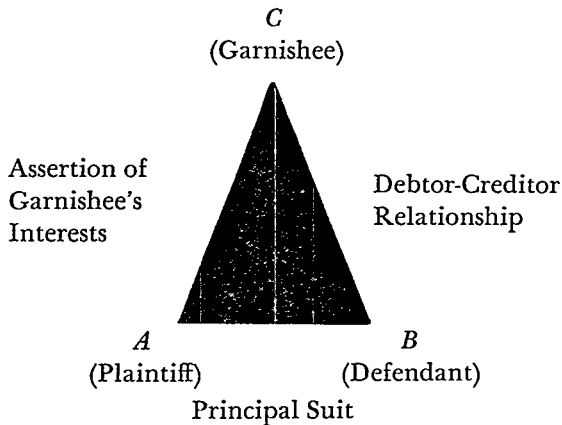 C
(Garnishee)
Assertion of
Garnishee's
Interests
Debtor-Creditor
Relationship
A
(Plaintiff)
B
(Defendant)
Principal Suit